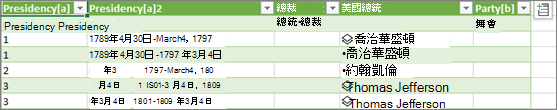 Presidency[a] Presidency[a]2 總裁 美國總統 Party[b]
Presidency Presidency 總統·總裁 無會
1 1789年4月30日-March4, 1797 喬治華盛頓
1 1789年4月30日-1797 年3月4日 •喬治華盛頓
2 年3 1797-March4, 180 •約翰凱倫
3 月4日 1 IS01-3 月4日, 1809 Thomas Jefferson
3 年3月4日 1801-1809 年3月4日 Thomas Jefferson